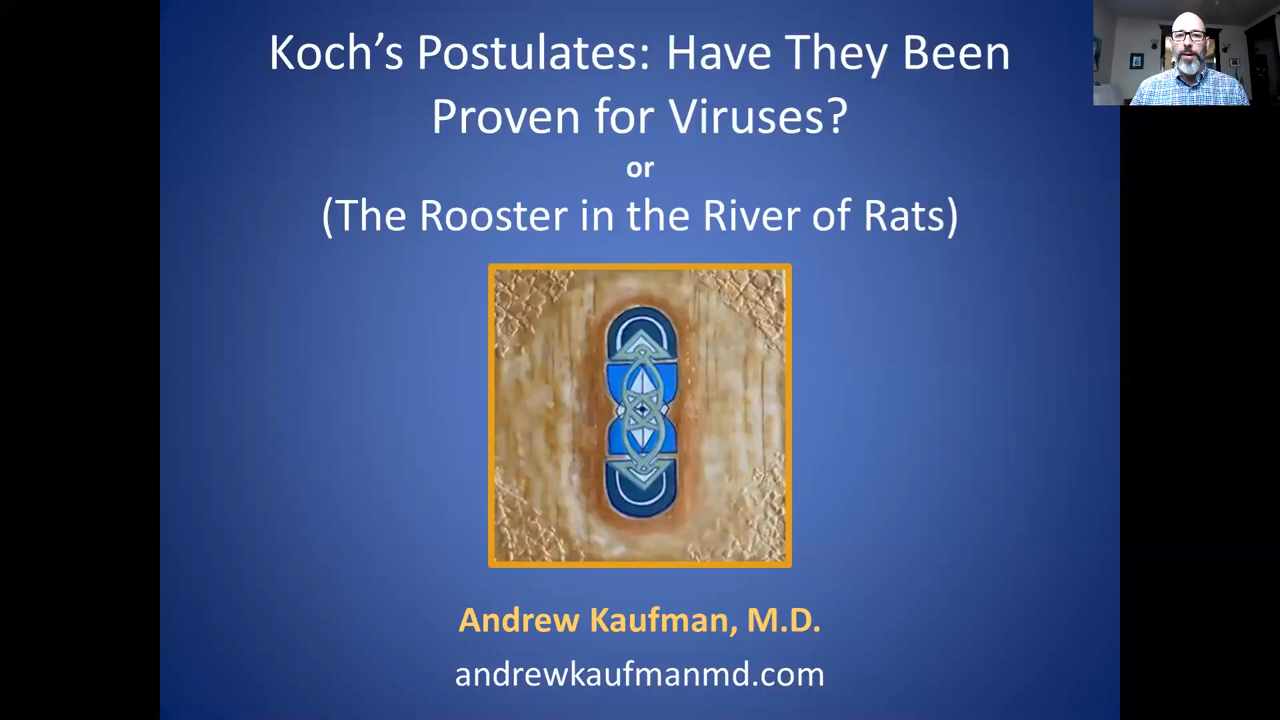 Koch’s Postulates: Have They Been
Proven for Viruses?
or
(The Rooster in the River of Rats)
Andrew Kaufman, M.D.
andrewkaufmanmd.com